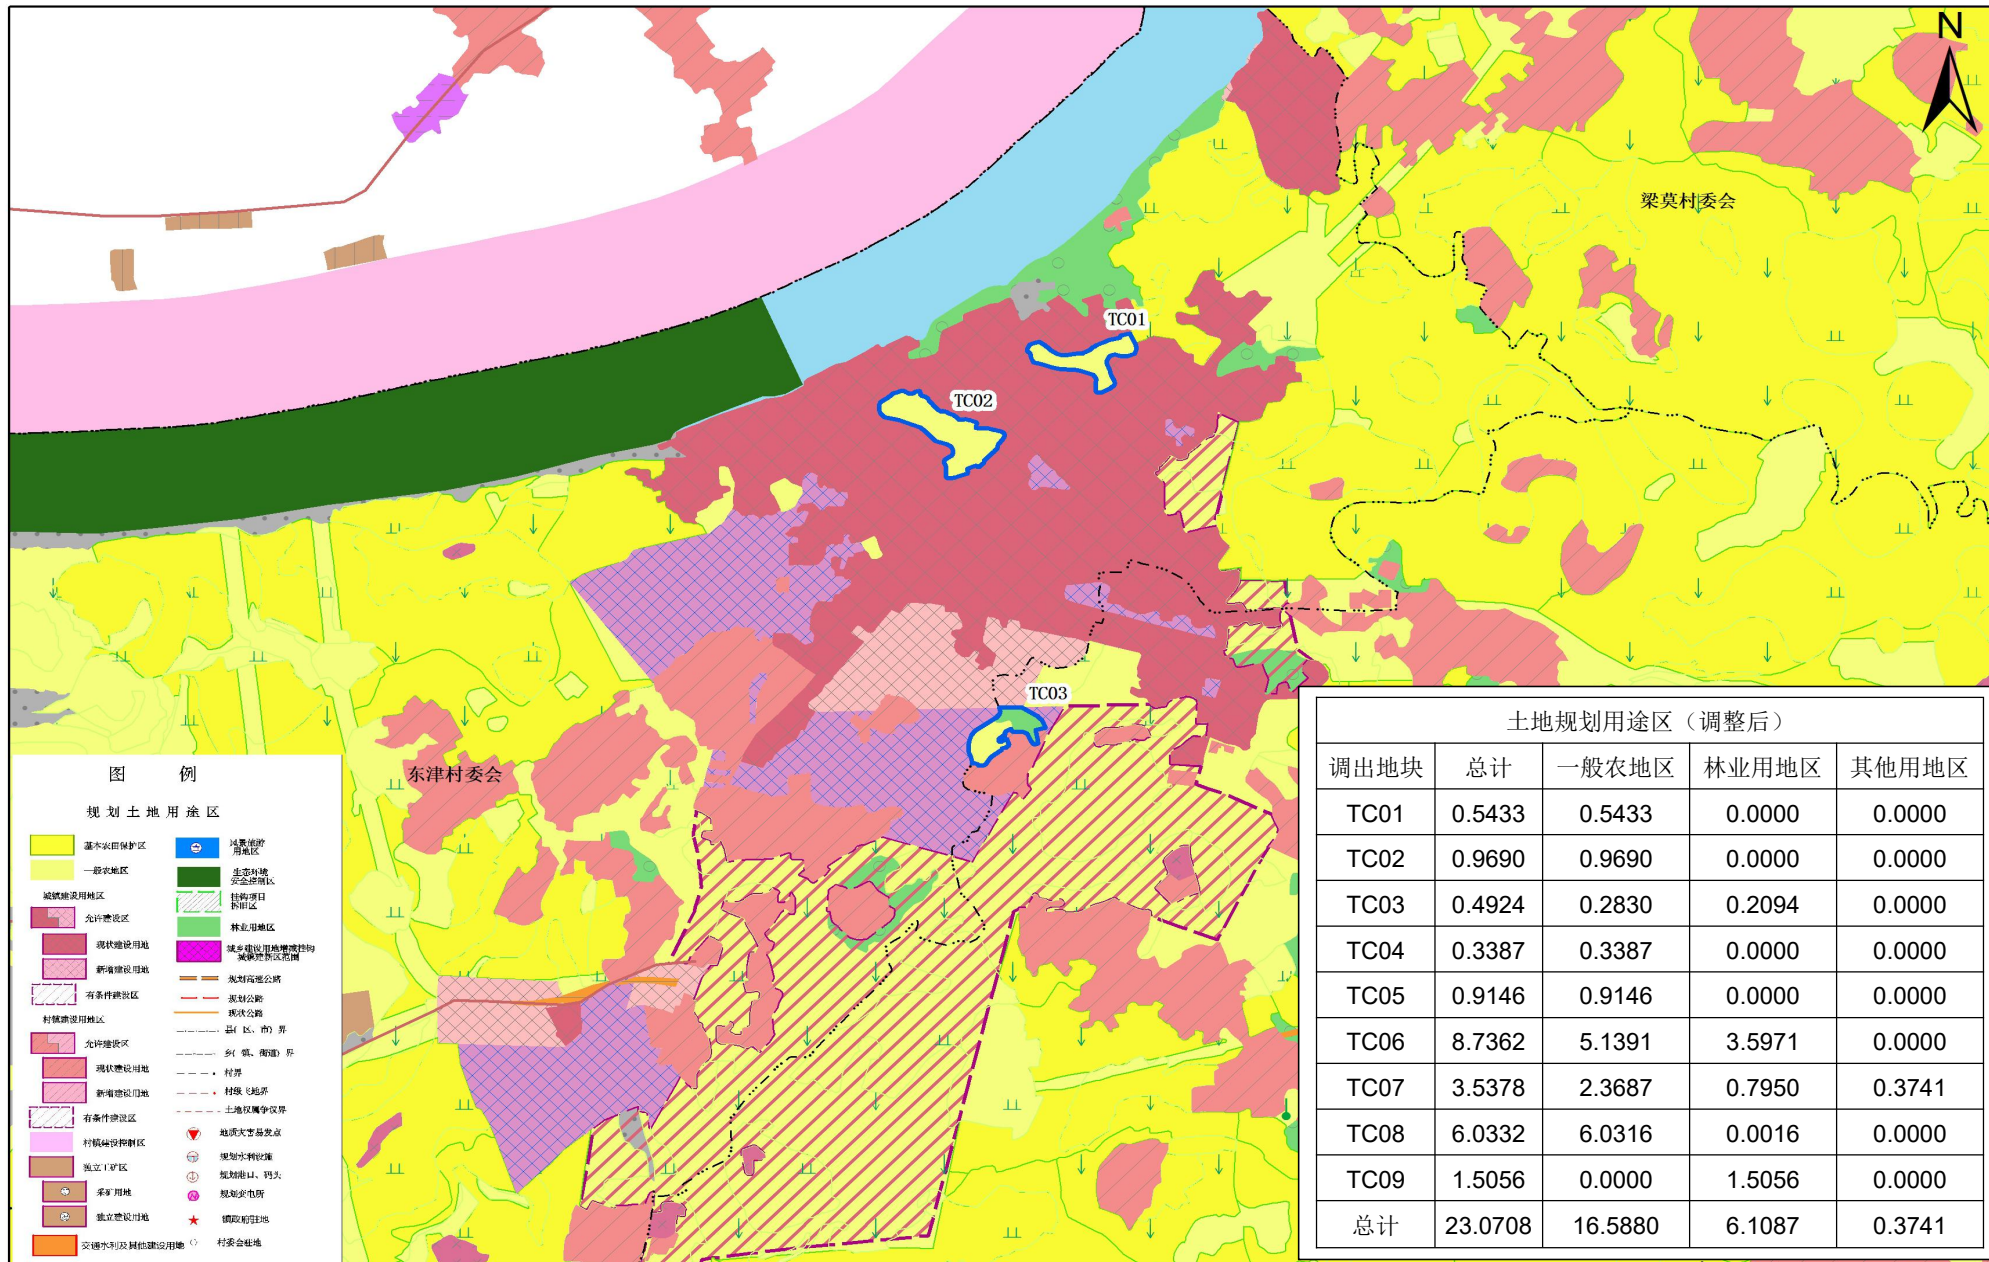 N
梁莫村委会
TC01
TC02
TC03
东津村委会
图 例
规划土地用途区
基本农田保护区
一般农地区
城镇建设用地区
允许建设区
现状建设用地
新增建设用地
有条件建设区
村镇建设用地区
允许建设区
现状建设用地
新增建设用地
有条件建设区
村镇建设控制区
独立工矿区
采矿用地
独立建设用地
交通水利及其他建设用地
风景旅游
用地区
生态环境
安全控制区
挂钩项目
拆旧区
林业用地区
城乡建设用地增减挂钩
城镇建新区范围
规划高速公路
规划公路
现状公路
县(区、市)界
乡(镇、街道)界
村界
村级飞地界
土地权属争议界
地质灾害易发点
规划水利设施
规划港口、码头
规划变电所
镇政府驻地
村委会驻地
土地规划用途区（调整后）
调出地块 总计 一般农地区 林业用地区 其他用地区
TC01 0.5433 0.5433 0.0000 0.0000
TC02 0.9690 0.9690 0.0000 0.0000
TC03 0.4924 0.2830 0.2094 0.0000
TC04 0.3387 0.3387 0.0000 0.0000
TC05 0.9146 0.9146 0.0000 0.0000
TC06 8.7362 5.1391 3.5971 0.0000
TC07 3.5378 2.3687 0.7950 0.3741
TC08 6.0332 6.0316 0.0016 0.0000
TC09 1.5056 0.0000 1.5056 0.0000
总计 23.0708 16.5880 6.1087 0.3741